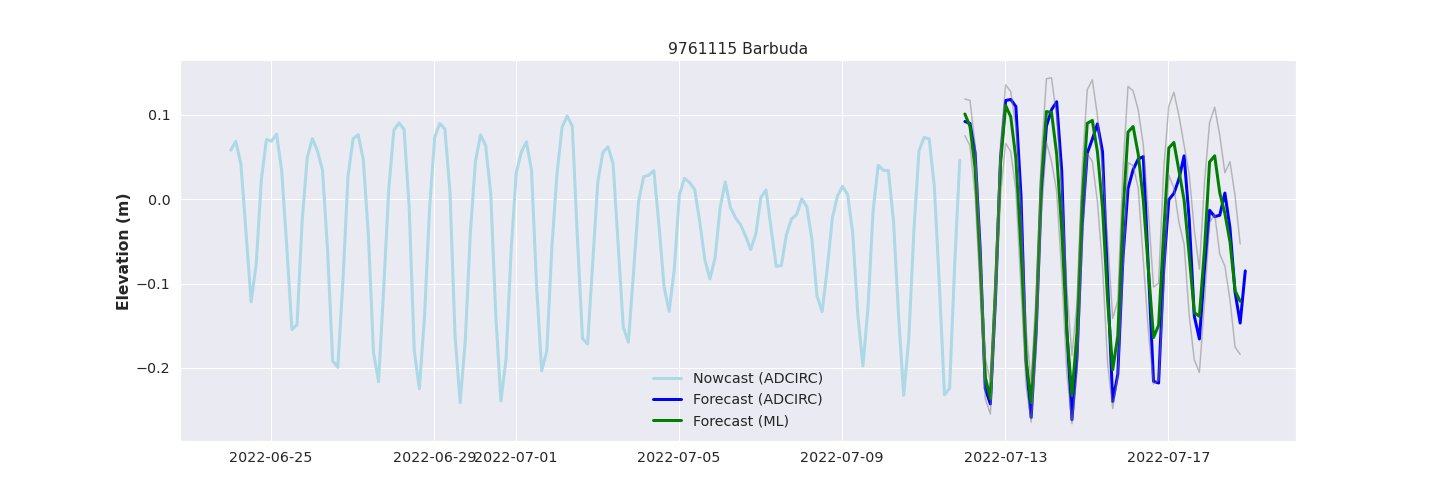 9761115 Barbuda
Elevation (m)
0.1
0.0
−0.1
−0.2
Nowcast (ADCIRC)
Forecast (ADCIRC)
Forecast (ML)
2022-06-25 2022-06-29 2022-07-01 2022-07-05 2022-07-09 2022-07-13 2022-07-17